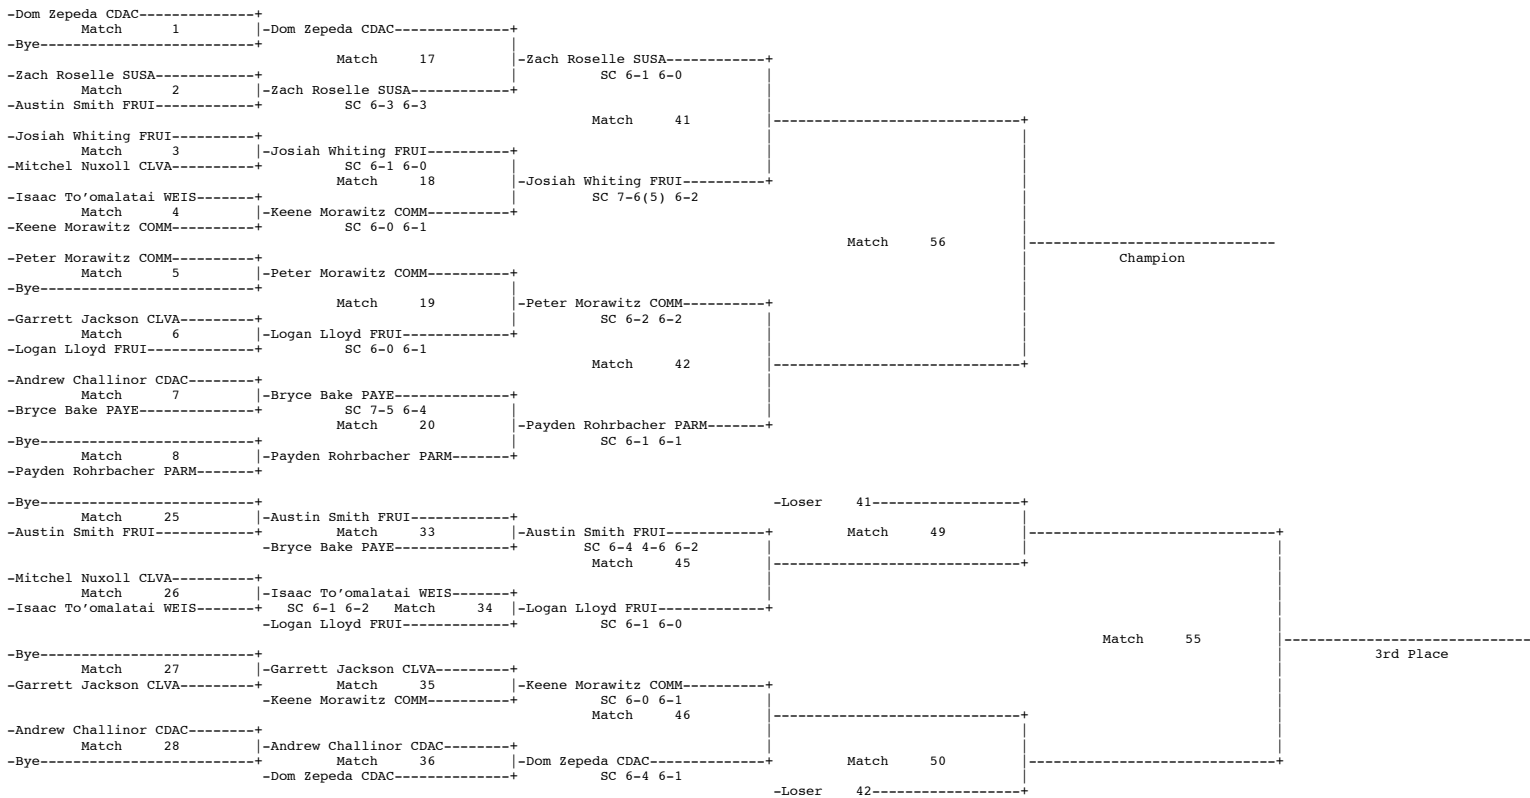 -Dom Zepeda CDAC--------------+
Match 1 |-Dom Zepeda CDAC--------------+
-Bye--------------------------+ |
Match 17 |-Zach Roselle SUSA------------+
-Zach Roselle SUSA------------+ | SC 6-1 6-0 |
Match 2 |-Zach Roselle SUSA------------+ |
-Austin Smith FRUI------------+ SC 6-3 6-3 |
Match 41 |------------------------------+
-Josiah Whiting FRUI----------+ | |
Match 3 |-Josiah Whiting FRUI----------+ | |
-Mitchel Nuxoll CLVA----------+ SC 6-1 6-0 | | |
Match 18 |-Josiah Whiting FRUI----------+ |
-Isaac To'omalatai WEIS-------+ | SC 7-6(5) 6-2 |
Match 4 |-Keene Morawitz COMM----------+ |
-Keene Morawitz COMM----------+ SC 6-0 6-1 |
Match 56 |------------------------------
-Peter Morawitz COMM----------+ | Champion
Match 5 |-Peter Morawitz COMM----------+ |
-Bye--------------------------+ | |
Match 19 |-Peter Morawitz COMM----------+ |
-Garrett Jackson CLVA---------+ | SC 6-2 6-2 | |
Match 6 |-Logan Lloyd FRUI-------------+ | |
-Logan Lloyd FRUI-------------+ SC 6-0 6-1 | |
Match 42 |------------------------------+
-Andrew Challinor CDAC--------+ |
Match 7 |-Bryce Bake PAYE--------------+ |
-Bryce Bake PAYE--------------+ SC 7-5 6-4 | |
Match 20 |-Payden Rohrbacher PARM-------+
-Bye--------------------------+ | SC 6-1 6-1
Match 8 |-Payden Rohrbacher PARM-------+
-Payden Rohrbacher PARM-------+
-Bye--------------------------+ -Loser 41------------------+
Match 25 |-Austin Smith FRUI------------+ |
-Austin Smith FRUI------------+ Match 33 |-Austin Smith FRUI------------+ Match 49 |------------------------------+
-Bryce Bake PAYE--------------+ SC 6-4 4-6 6-2 | | |
Match 45 |------------------------------+ |
-Mitchel Nuxoll CLVA----------+ | |
Match 26 |-Isaac To'omalatai WEIS-------+ | |
-Isaac To'omalatai WEIS-------+ SC 6-1 6-2 Match 34 |-Logan Lloyd FRUI-------------+ |
-Logan Lloyd FRUI-------------+ SC 6-1 6-0 |
Match 55 |------------------------------
-Bye--------------------------+ | 3rd Place
Match 27 |-Garrett Jackson CLVA---------+ |
-Garrett Jackson CLVA---------+ Match 35 |-Keene Morawitz COMM----------+ |
-Keene Morawitz COMM----------+ SC 6-0 6-1 | |
Match 46 |------------------------------+ |
-Andrew Challinor CDAC--------+ | | |
Match 28 |-Andrew Challinor CDAC--------+ | | |
-Bye--------------------------+ Match 36 |-Dom Zepeda CDAC--------------+ Match 50 |------------------------------+
-Dom Zepeda CDAC--------------+ SC 6-4 6-1 |
-Loser 42------------------+